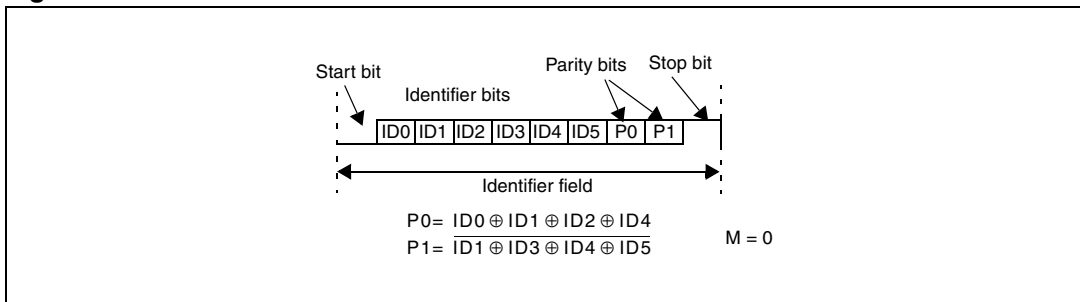 Parity bits Stop bit
Start bit
Identifier bits
ID0 ID1 ID2 ID3 ID4 ID5 P0 P1
Identifier field
P0= ID0 ⊕ ID1 ⊕ ID2 ⊕ ID4
P1= ID1 ⊕ ID3 ⊕ ID4 ⊕ ID5
M = 0